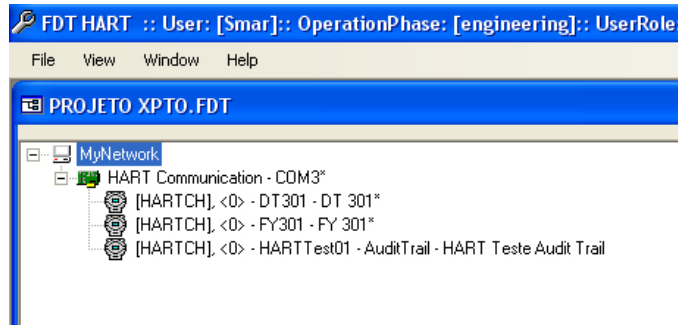 FDT HART :: User: [Smar]:: OperationPhase: [engineering]:: UserRole:
File View Window Help
PROJETO XPTO.FDT
MyNetwork
HART Communication - COM3*
[HARTCH], <0> - DT301 - DT 301*
[HARTCH], <0> - FY301 - FY 301*
[HARTCH], <0> - HARTTest01 - AuditTrail - HART Teste Audit Trail